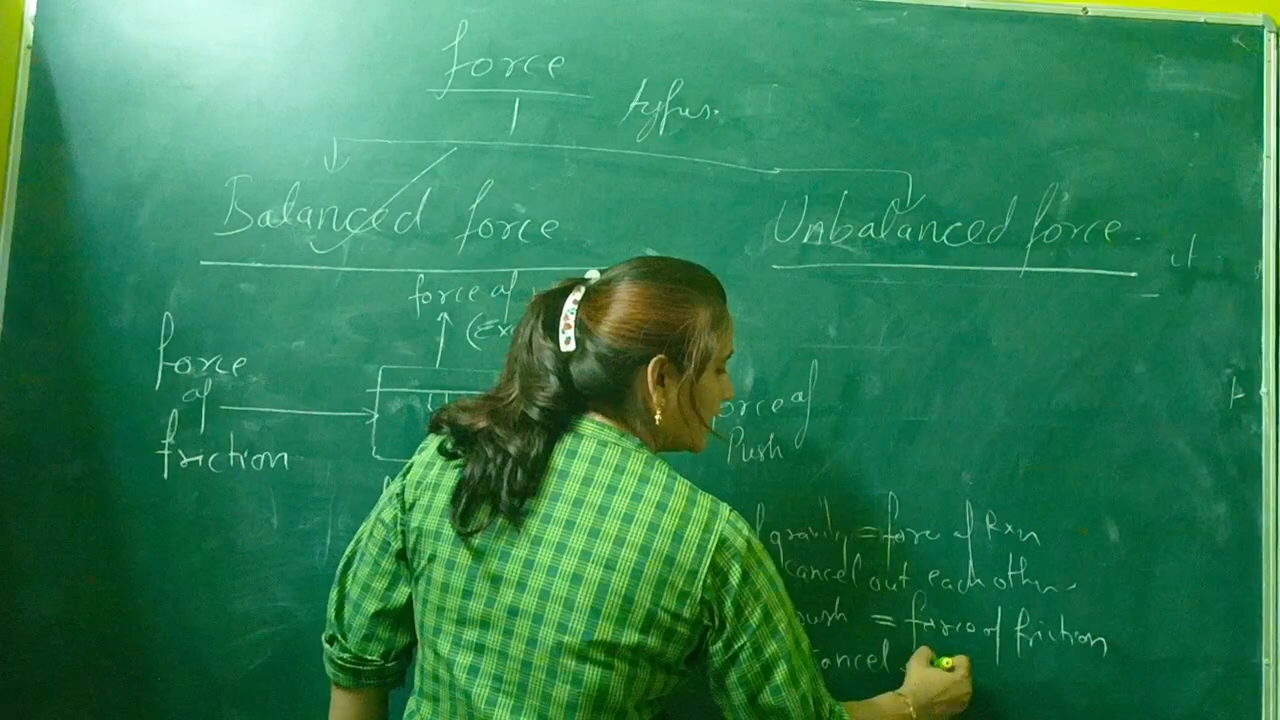 force
types.
Balanced force
Unbalanced force.
force of
force
of
friction
force of
Push
gravity = force of Rxn
cancel out each other.
push = force of friction
cancel